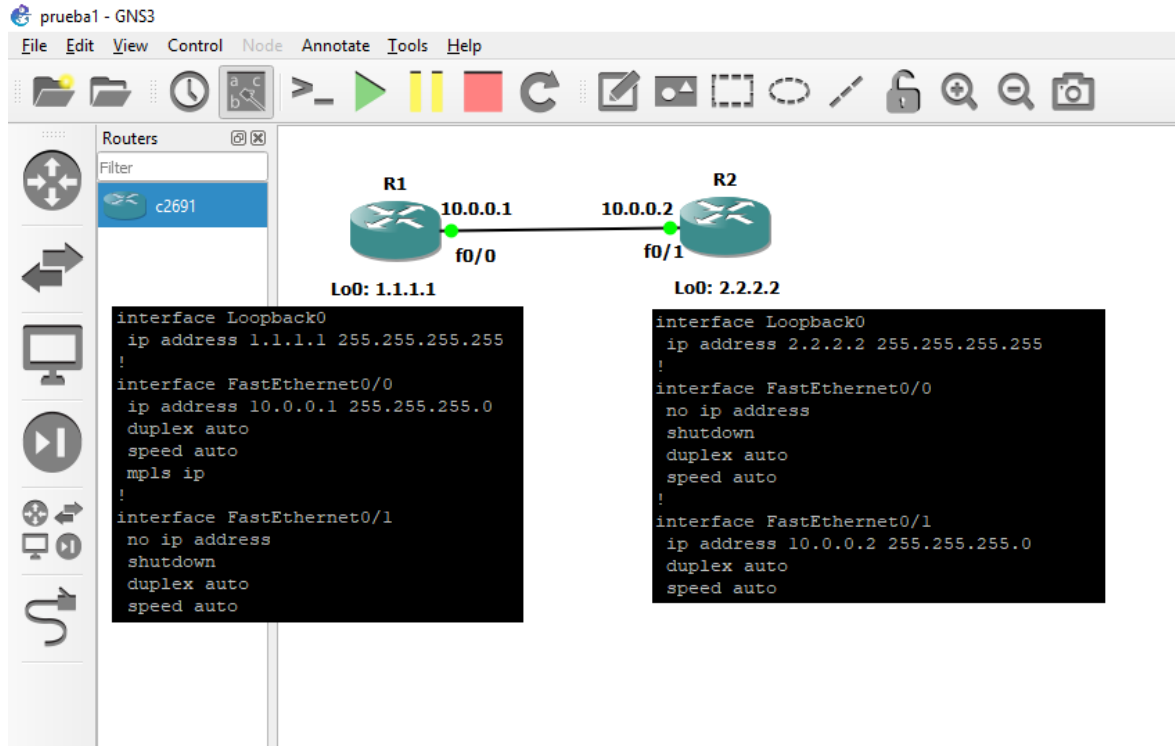 prueba1 - GNS3
File Edit View Control Node Annotate Tools Help
a c
b
Routers
Filter
c2691
R1
R2
10.0.0.1
10.0.0.2
f0/0
f0/1
Lo0: 1.1.1.1
Lo0: 2.2.2.2
interface Loopback0
ip address 1.1.1.1 255.255.255.255
!
interface FastEthernet0/0
ip address 10.0.0.1 255.255.255.0
duplex auto
speed auto
mpls ip
!
interface FastEthernet0/1
no ip address
shutdown
duplex auto
speed auto
interface Loopback0
ip address 2.2.2.2 255.255.255.255
!
interface FastEthernet0/0
no ip address
shutdown
duplex auto
speed auto
!
interface FastEthernet0/1
ip address 10.0.0.2 255.255.255.0
duplex auto
speed auto